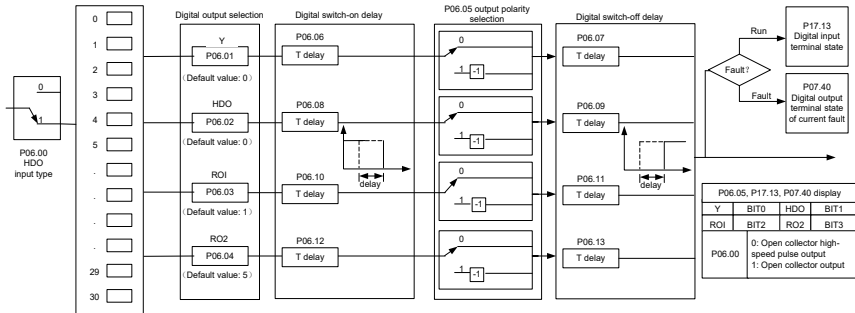 0
1
P06.00
HDO
input type
0
1
2
3
4
5
.
.
.
.
29
30
Digital output selection
Y
P06.01
(Default value: 0)
HDO
P06.02
(Default value: 0)
ROI
P06.03
(Default value: 1)
RO2
P06.04
(Default value: 5)
Digital switch-on delay
P06.06
T delay
P06.08
T delay
delay
P06.10
T delay
P06.12
T delay
P06.05 output polarity
selection
0
1
-1
0
1
-1
0
1
-1
0
1
-1
Digital switch-off delay
P06.07
T delay
P06.09
T delay
delay
P06.11
T delay
P06.13
T delay
Fault?
Run
Fault
P17.13
Digital input
terminal state
P07.40
Digital output
terminal state
of current fault
P06.05, P17.13, P07.40 display
Y BIT0 HDO BIT1
ROI BIT2 RO2 BIT3
P06.00
0: Open collector high-
speed pulse output
1: Open collector output